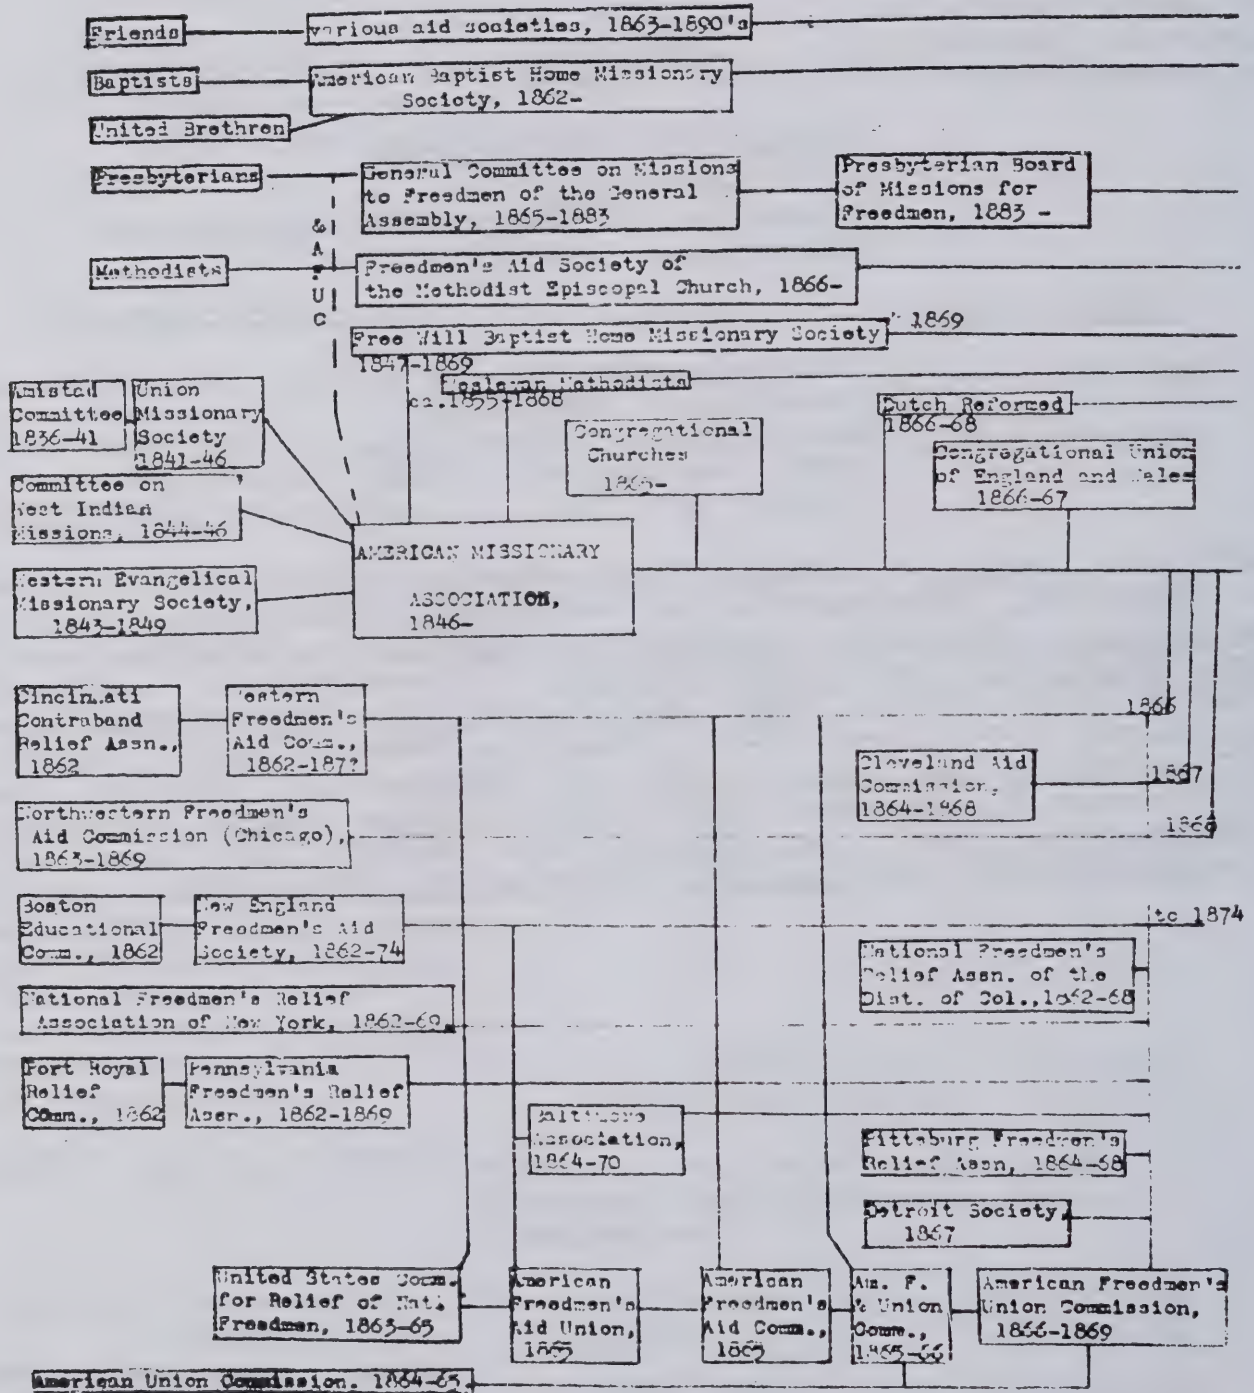 Friends
various aid societies, 1863-1890's
Baptists
American Baptist Home Missionary
Society, 1862-
United Brethren
Presbyterians
General Committee on Missions
to Freedmen of the General
Assembly, 1865-1883
Presbyterian Board
of Missions for
Freedmen, 1883 -
& A F U C
Methodists
Freedmen's Aid Society of
the Methodist Episcopal Church, 1866-
Free Will Baptist Home Missionary Society
1869
1847-1869
Wesleyan Methodists
ca.1855-1868
Dutch Reformed
1866-68
Amistad
Committee
1836-41
Union
Missionary
Society
1841-46
Congregational
Churches
1865-
Congregational Union
of England and Wales
1866-67
Committee on
West Indian
Missions, 1844-46
AMERICAN MISSIONARY
ASSOCIATION,
1846-
Western Evangelical
Missionary Society,
1843-1849
Cincinnati
Contraband
Relief Assn.,
1862
Western
Freedmen's
Aid Comm.,
1862-187?
1866
Cleveland Aid
Commission,
1864-1868
1867
Northwestern Freedmen's
Aid Commission (Chicago),
1863-1869
Boston
Educational
Comm., 1862
New England
Freedmen's Aid
Society, 1862-74
to 1874
National Freedmen's
Relief Assn. of the
Dist. of Col., 1862-68
National Freedmen's Relief
Association of New York, 1862-69
Port Royal
Relief
Comm., 1862
Pennsylvania
Freedmen's Relief
Assn., 1862-1869
Baltimore
Association,
1864-70
Pittsburg Freedmen's
Relief Assn, 1864-68
Detroit Society
1867
United States Comm.
for Relief of Natl
Freedmen, 1863-65
American
Freedmen's
Aid Union,
1865
American
Freedmen's
Aid Comm.,
1865
Am. F.
& Union
Comm.,
1865-66
American Freedmen's
Union Commission,
1866-1869
American Union Commission. 1864-65